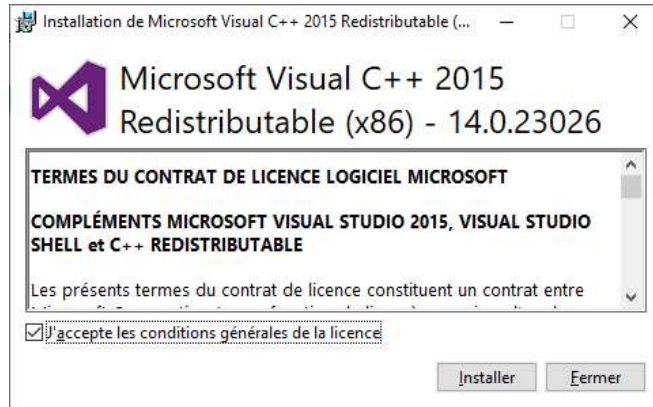 Installation de Microsoft Visual C++ 2015 Redistributable (...
Microsoft Visual C++ 2015
Redistributable (x86) - 14.0.23026
TERMES DU CONTRAT DE LICENCE LOGICIEL MICROSOFT
COMPLÉMENTS MICROSOFT VISUAL STUDIO 2015, VISUAL STUDIO
SHELL et C++ REDISTRIBUTABLE
Les présents termes du contrat de licence constituent un contrat entre
J'accepte les conditions générales de la licence
Installer Fermer